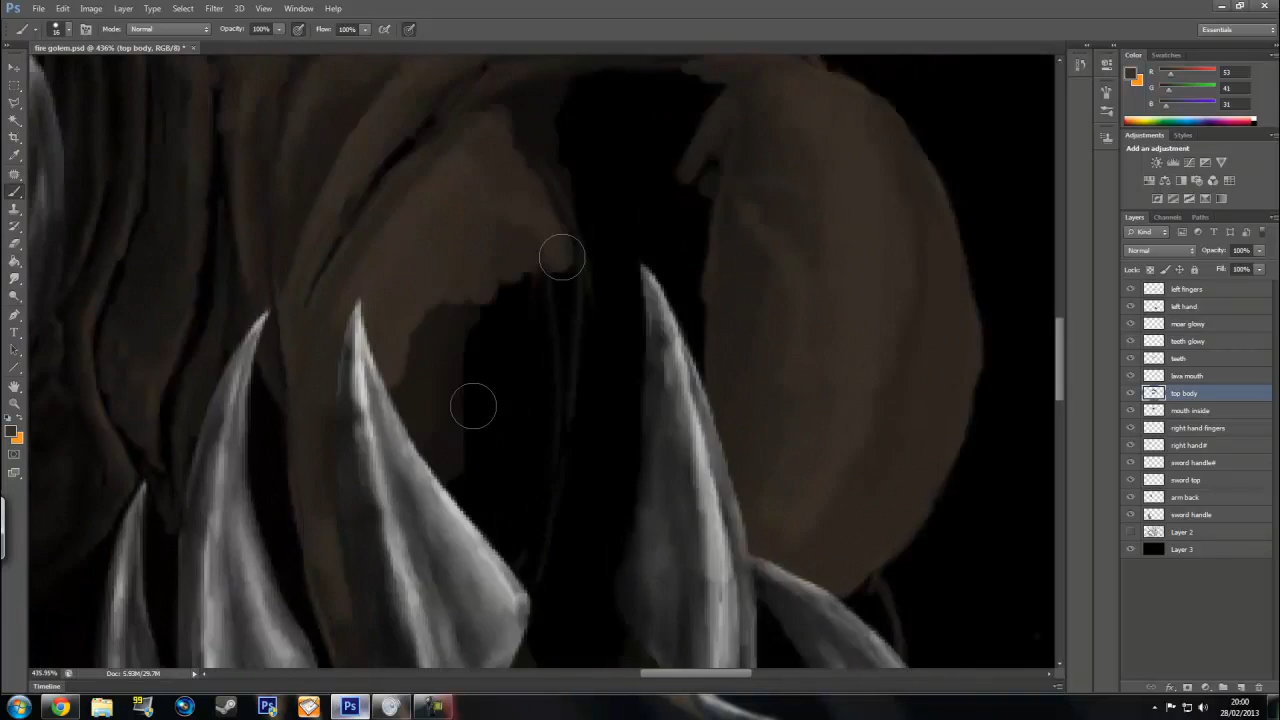 Ps File Edit Image Layer Type Select Filter 3D View Window Help
16 Mode: Normal Opacity: 100% Flow: 100% Essentials
fire golem.psd @ 436% (top body, RGB/8) * ×
Color Swatches
R 53
G 41
B 31
Adjustments Styles
Add an adjustment
Layers Channels Paths
Kind
Normal Opacity: 100%
Lock: Fill: 100%
left fingers
left hand
moar glowy
teeth glowy
teeth
lava mouth
top body
mouth inside
right hand fingers
right hand#
sword handle#
sword top
arm back
sword handle
Layer 2
Layer 3
435.95% Doc: 5.93M/29.7M
Timeline
99 Ps Ps
20:00
28/02/2013